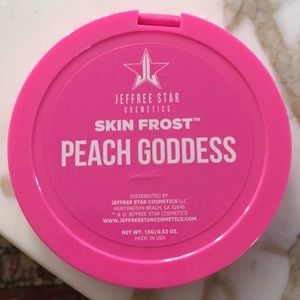 JEFFREE STAR
COSMETICS
SKIN FROST™
PEACH GODDESS
DISTRIBUTED BY
JEFFREE STAR COSMETICS LLC
HUNTINGTON BEACH, CA 92646
™ & © JEFFREE STAR COSMETICS
WWW.JEFFREESTARCOSMETICS.COM
NET WT. 15G/0.53 OZ.
MADE IN USA